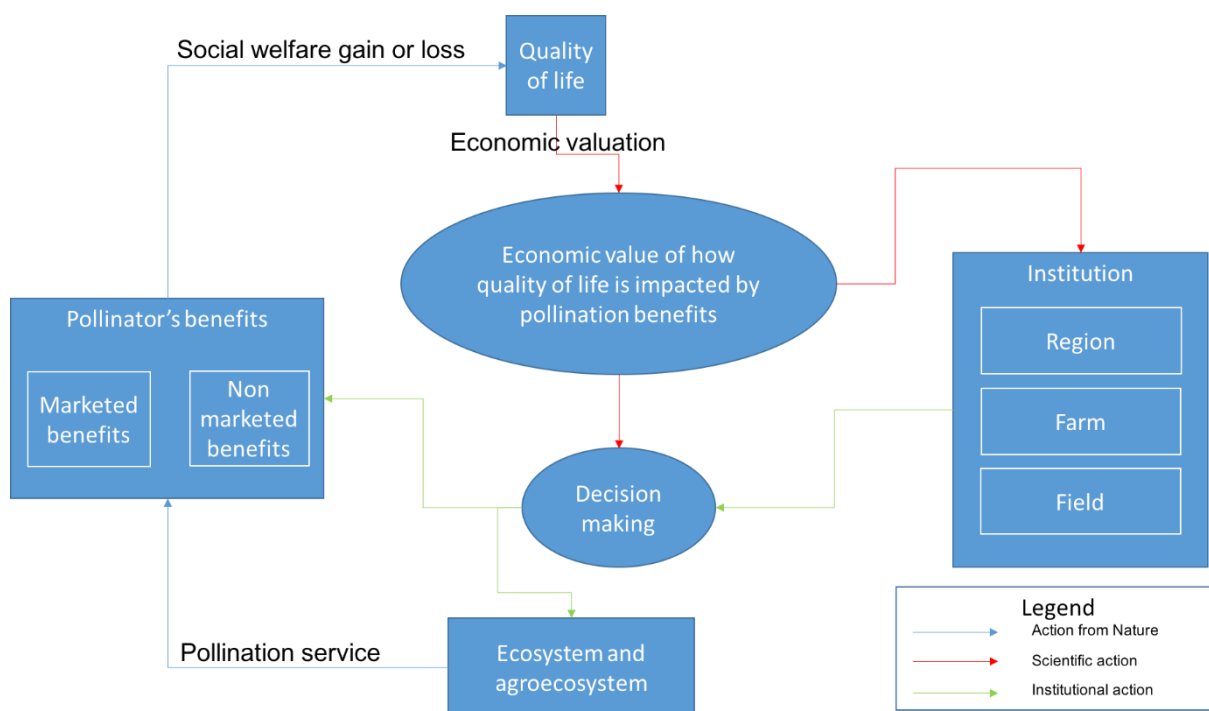 Social welfare gain or loss
Quality
of life
Economic valuation
Economic value of how
quality of life is impacted by
pollination benefits
Institution
Region
Farm
Field
Pollinator’s benefits
Marketed
benefits
Non
marketed
benefits
Decision
making
Pollination service
Ecosystem and
agroecosystem
Legend
Action from Nature
Scientific action
Institutional action